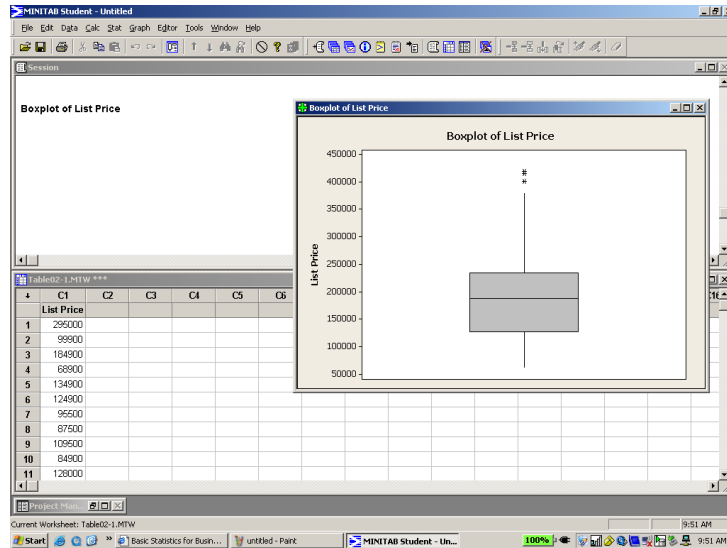 MINITAB Student - Untitled
File Edit Data Calc Stat Graph Editor Tools Window Help
Session
Boxplot of List Price
Boxplot of List Price
Boxplot of List Price
450000
400000
350000
300000
250000
200000
150000
100000
50000
List Price
Table02-1.MTW ***
C1 C2 C3 C4 C5 C6
List Price
1 295000
2 99900
3 184900
4 68900
5 134900
6 124900
7 95500
8 87500
9 109500
10 84900
11 128000
Project Man...
Current Worksheet: Table02-1.MTW 9:51 AM
Start Basic Statistics for Busin... untitled - Paint MINITAB Student - Un... 100% 9:51 AM